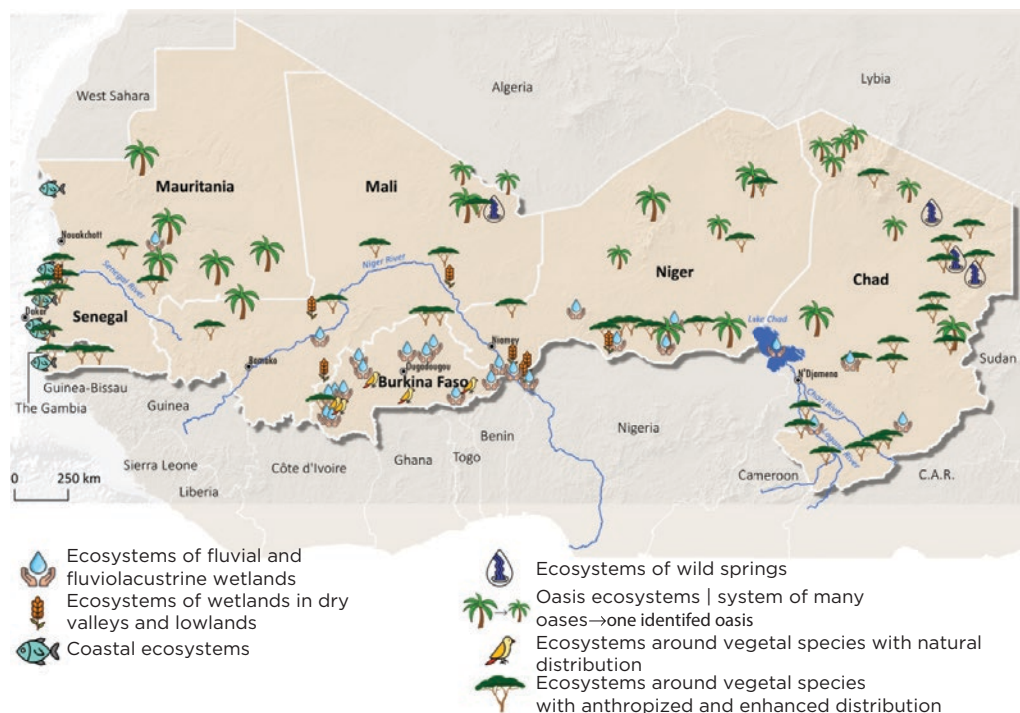 Lybia
Algeria
West Sahara
Mauritania
Mali
Nouakchott
Niger River
Senegal River
Niger
Chad
Lake Chad
Senegal
Dakar
Niamey
Bamako
Ougadougou
Burkina Faso
N'Djamena
Sudan
Guinea-Bissau
The Gambia
Guinea
Chari River
Benin
Nigeria
Sierra Leone
Côte d'Ivoire
Ghana
Togo
Cameroon
C.A.R.
Liberia
0 250 km
Ecosystems of fluvial and
fluviolacustrine wetlands
Ecosystems of wetlands in dry
valleys and lowlands
Coastal ecosystems
Ecosystems of wild springs
Oasis ecosystems | system of many
oases→one identifed oasis
Ecosystems around vegetal species with natural
distribution
Ecosystems around vegetal species
with anthropized and enhanced distribution